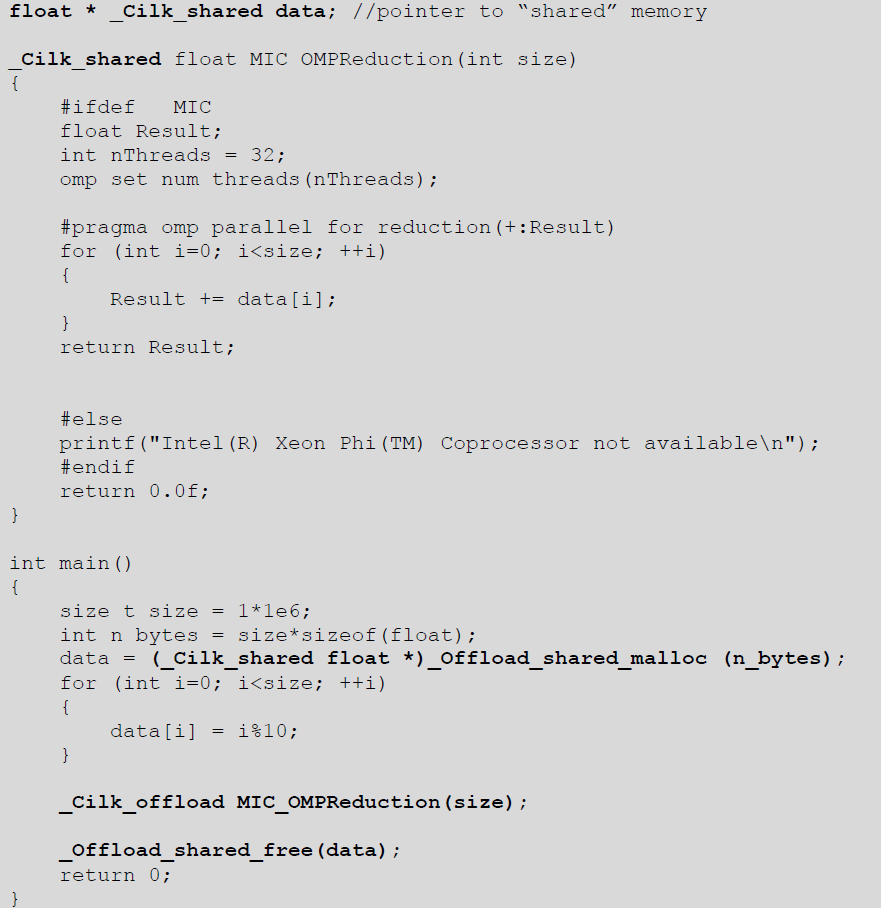 float * _Cilk_shared data; //pointer to “shared” memory
_Cilk_shared float MIC OMPReduction(int size)
{
#ifdef   MIC
float Result;
int nThreads = 32;
omp set num threads(nThreads);
#pragma omp parallel for reduction(+:Result)
for (int i=0; i<size; ++i)
{
Result += data[i];
}
return Result;
#else
printf("Intel(R) Xeon Phi(TM) Coprocessor not available\n");
#endif
return 0.0f;
}
int main()
{
size t size = 1*1e6;
int n bytes = size*sizeof(float);
data = (_Cilk_shared float *)_Offload_shared_malloc (n_bytes);
for (int i=0; i<size; ++i)
{
data[i] = i%10;
}
_Cilk_offload MIC_OMPReduction(size);
_Offload_shared_free(data);
return 0;
}